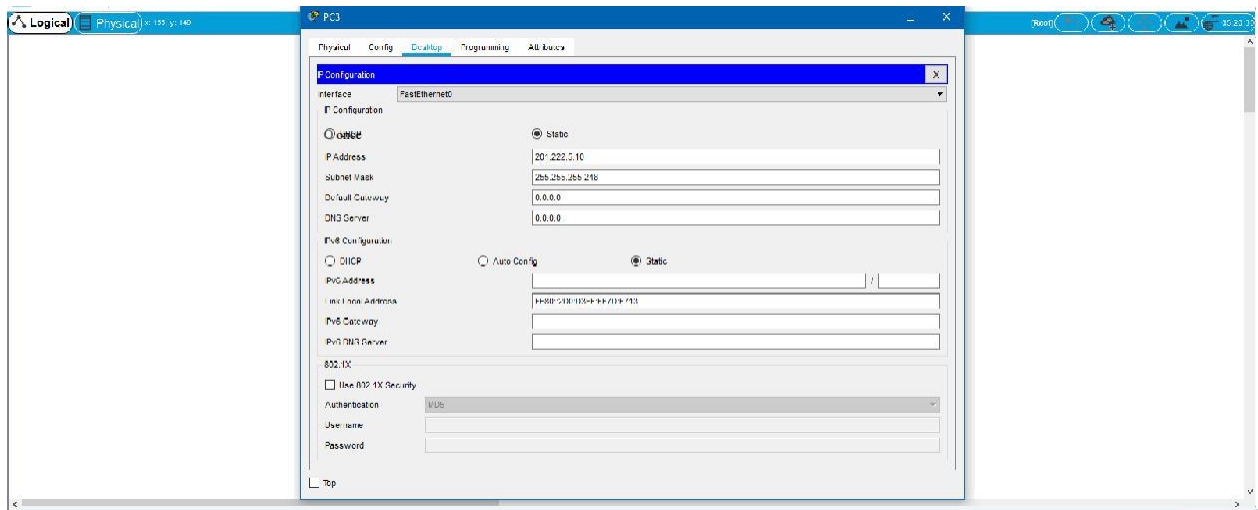 Logical Physical x: 155 y: 140 [Root]
PC3
Physical Config Desktop Programming Attributes
IP Configuration X
Interface FastEthernet0
IP Configuration
Static
IP Address 201.222.5.10
Subnet Mask 255.255.255.248
Default Gateway 0.0.0.0
DNS Server 0.0.0.0
IPv6 Configuration
DHCP Auto Config Static
IPv6 Address /
Link Local Address
IPv6 Gateway
IPv6 DNS Server
802.1X
Use 802.1X Security
Authentication MD5
Username
Password
Top